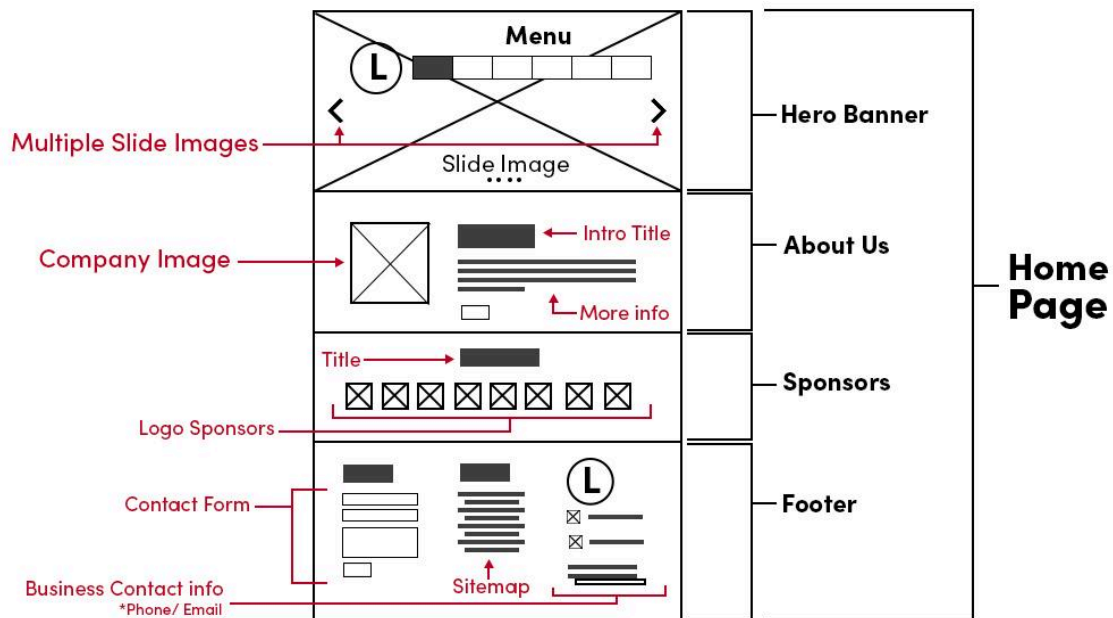 Menu
L
Multiple Slide Images
Slide Image
Hero Banner
Company Image
Intro Title
More info
About Us
Home
Page
Title
Logo Sponsors
Sponsors
Contact Form
L
Sitemap
Business Contact info
*Phone/ Email
Footer